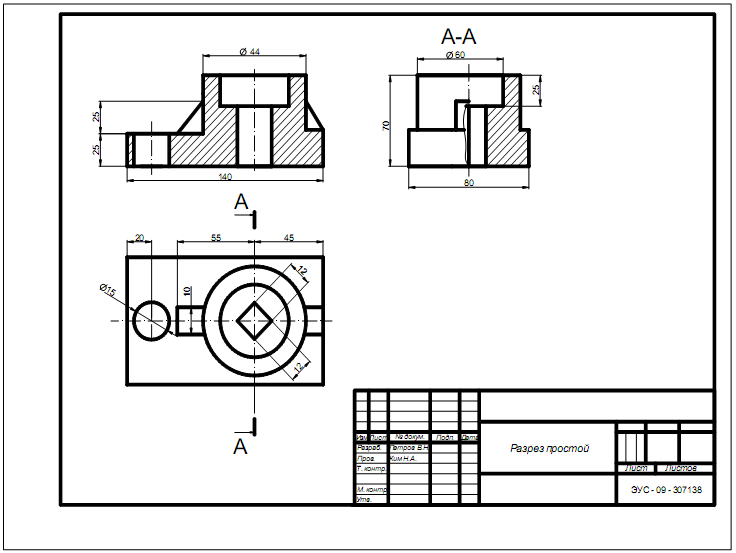 А-А
Ø 44
Ø 60
25
25
25
70
140
80
А
20
55
45
12
Ø15
10
12
А
Изм Лист № докум. Подп Дата
Разраб. Петров В.Н
Пров. Ким Н.А.
Т. контр.
М. контр
Утв.
Разрез простой
Лист Листов
ЭУС - 09 - 307138